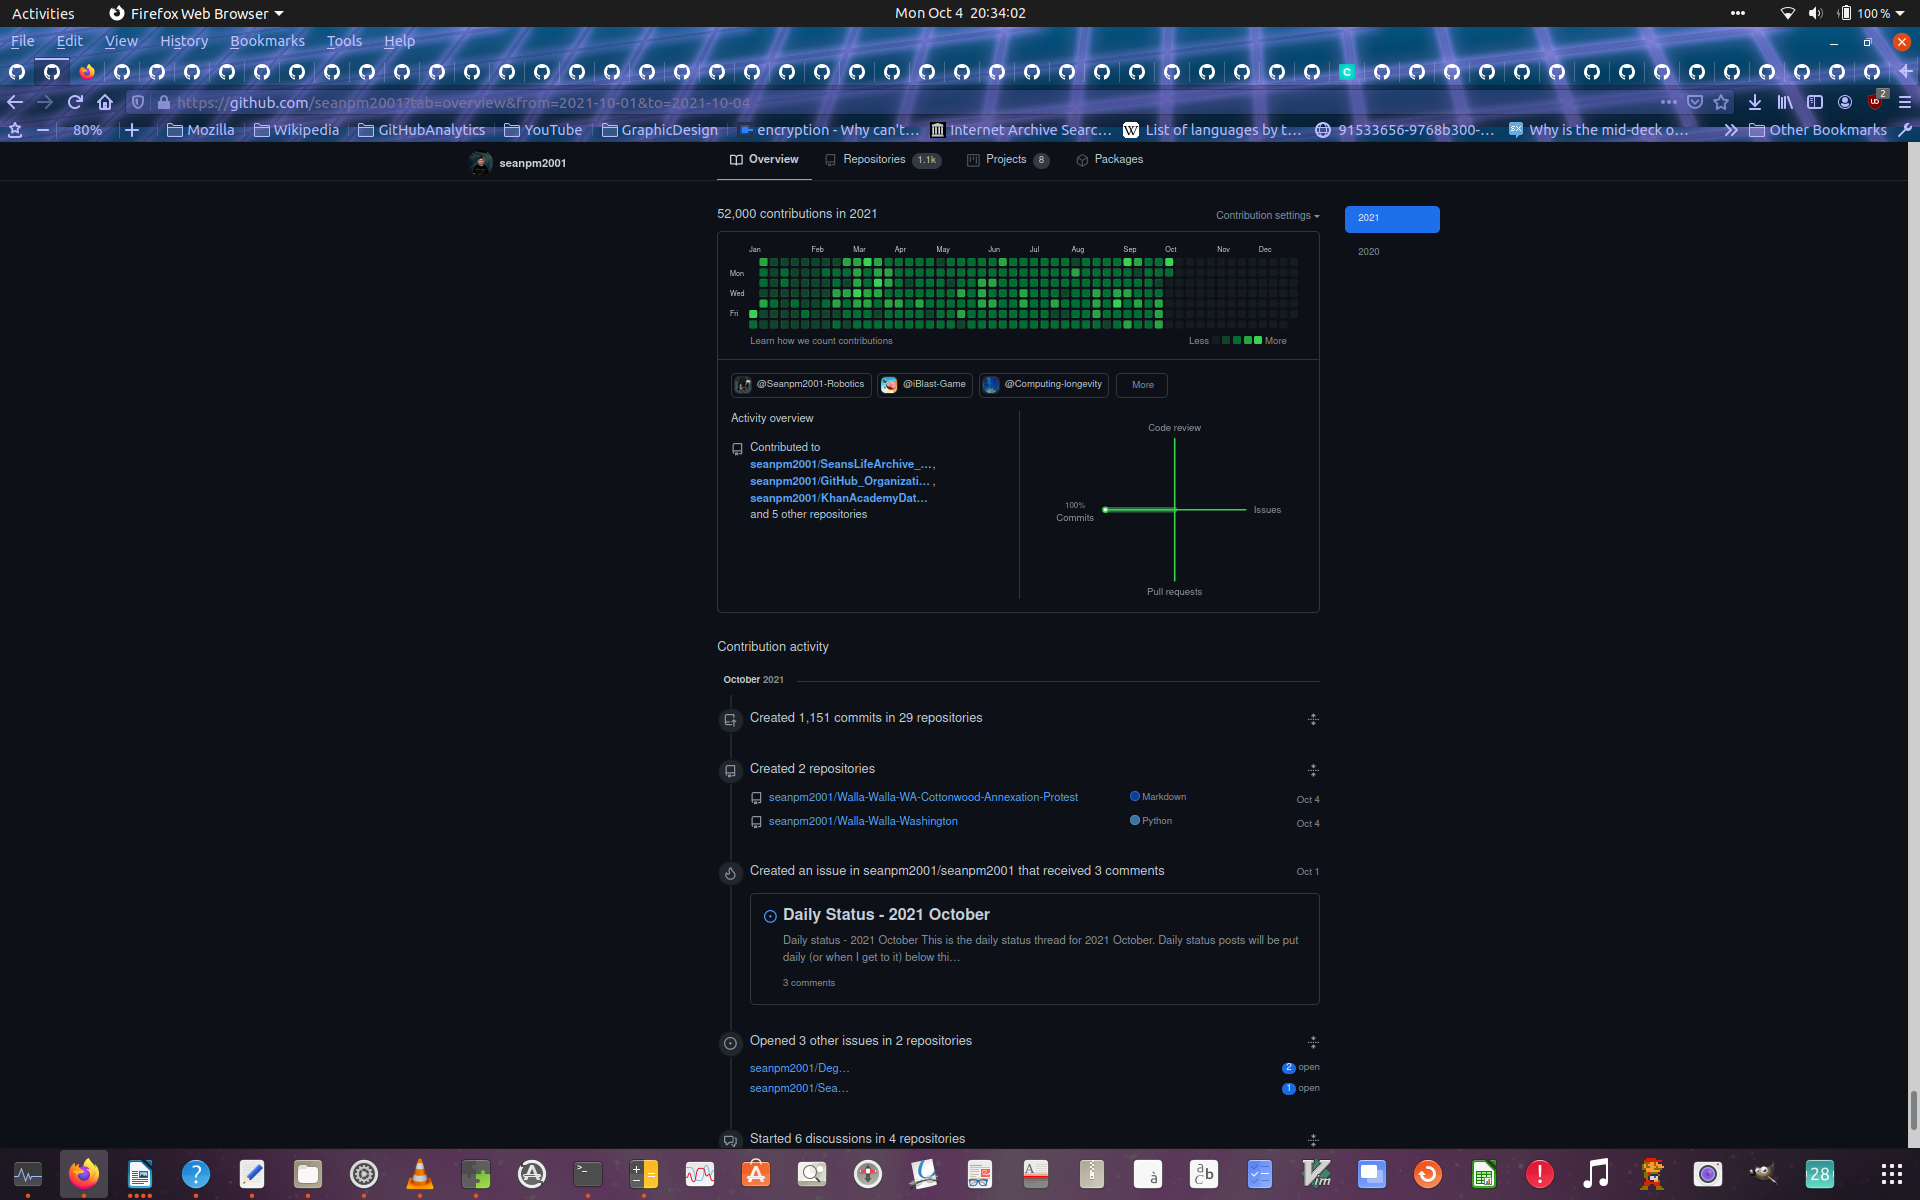 Activities
Firefox Web Browser
Mon Oct 4 20:34:02
100 %
File Edit View History Bookmarks Tools Help
https://github.com/seanpm2001?tab=overview&from=2021-10-01&to=2021-10-04
2
80%
Mozilla
Wikipedia
GitHubAnalytics
YouTube
GraphicDesign
encryption - Why can't…
Internet Archive Searc…
List of languages by t…
91533656-9768b300-…
Why is the mid-deck o…
Other Bookmarks
seanpm2001
Overview
Repositories 1.1k
Projects 8
Packages
52,000 contributions in 2021
Contribution settings
2021
2020
Jan Feb Mar Apr May Jun Jul Aug Sep Oct Nov Dec
Mon
Wed
Fri
Learn how we count contributions
Less
More
@Seanpm2001-Robotics
@iBlast-Game
@Computing-longevity
More
Activity overview
Contributed to
seanpm2001/SeansLifeArchive_…,
seanpm2001/GitHub_Organizati… ,
seanpm2001/KhanAcademyDat…
and 5 other repositories
Code review
100%
Commits
Issues
Pull requests
Contribution activity
October 2021
Created 1,151 commits in 29 repositories
Created 2 repositories
seanpm2001/Walla-Walla-WA-Cottonwood-Annexation-Protest
Markdown
Oct 4
seanpm2001/Walla-Walla-Washington
Python
Oct 4
Created an issue in seanpm2001/seanpm2001 that received 3 comments
Oct 1
Daily Status - 2021 October
Daily status - 2021 October This is the daily status thread for 2021 October. Daily status posts will be put
daily (or when I get to it) below thi…
3 comments
Opened 3 other issues in 2 repositories
seanpm2001/Deg…
2 open
seanpm2001/Sea…
1 open
Started 6 discussions in 4 repositories
28